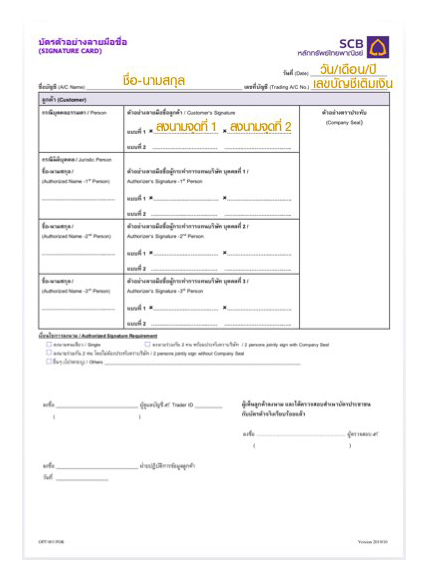 บัตรตัวอย่างลายมือชื่อ
(SIGNATURE CARD)
SCB
หลักทรัพย์ไทยพาณิชย์
วันที่ (Date) วัน/เดือน/ปี
ชื่อบัญชี (A/C Name) ชื่อ-นามสกุล เลขที่บัญชี (Trading A/C No.) เลขบัญชีเติมเงิน
ลูกค้า (Customer)
กรณีบุคคลธรรมดา / Person ตัวอย่างลายมือชื่อลูกค้า / Customer's Signature ตัวอย่างตราประทับ
(Company Seal)
แบบที่ 1 × ลงนามจุดที่ 1 × ลงนามจุดที่ 2
แบบที่ 2
กรณีนิติบุคคล / Juristic Person
ชื่อ-นามสกุล / ตัวอย่างลายมือชื่อผู้กระทำการแทนบริษัท บุคคลที่ 1 /
(Authorized Name -1st Person) Authorizer's Signature -1st Person
แบบที่ 1 × ×
แบบที่ 2
ชื่อ-นามสกุล / ตัวอย่างลายมือชื่อผู้กระทำการแทนบริษัท บุคคลที่ 2 /
(Authorized Name -2nd Person) Authorizer's Signature -2nd Person
แบบที่ 1 × ×
แบบที่ 2
ชื่อ-นามสกุล / ตัวอย่างลายมือชื่อผู้กระทำการแทนบริษัท บุคคลที่ 3 /
(Authorized Name -3rd Person) Authorizer's Signature -3rd Person
แบบที่ 1 × ×
แบบที่ 2
เงื่อนไขการลงนาม / Authorized Signature Requirement
ลงนามคนเดียว / Single ลงนามร่วมกัน 2 คน พร้อมประทับตราบริษัท / 2 persons jointly sign with Company Seal
ลงนามร่วมกัน 2 คน โดยไม่ต้องประทับตราบริษัท / 2 persons jointly sign without Company Seal
อื่นๆ (โปรดระบุ) / Others
ลงชื่อ ผู้ดูแลบัญชี Trader ID
( )
ผู้เห็นลูกค้าลงนาม และได้ตรวจสอบสำเนาบัตรประชาชน
กับบัตรตัวจริงเรียบร้อยแล้ว
ลงชื่อ ผู้ตรวจสอบ
( )
ลงชื่อ ฝ่ายปฏิบัติการข้อมูลลูกค้า
วันที่
Version 2019/10